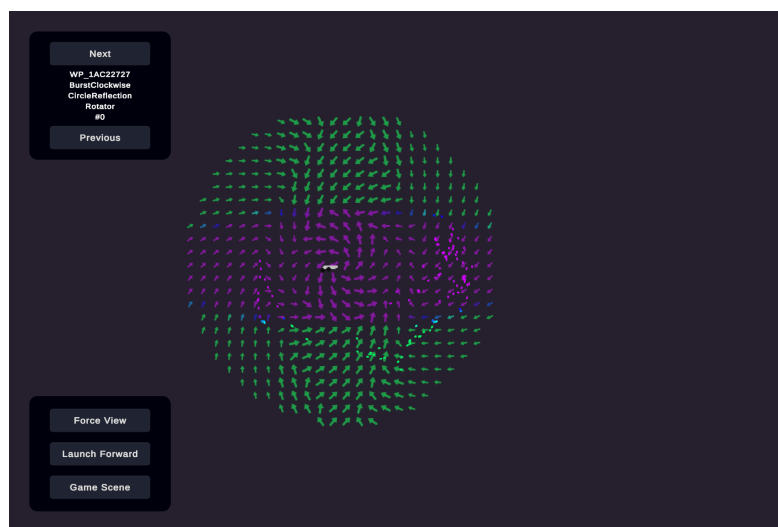 Next
WP_1AC22727
BurstClockwise
CircleReflection
Rotator
#0
Previous
Force View
Launch Forward
Game Scene